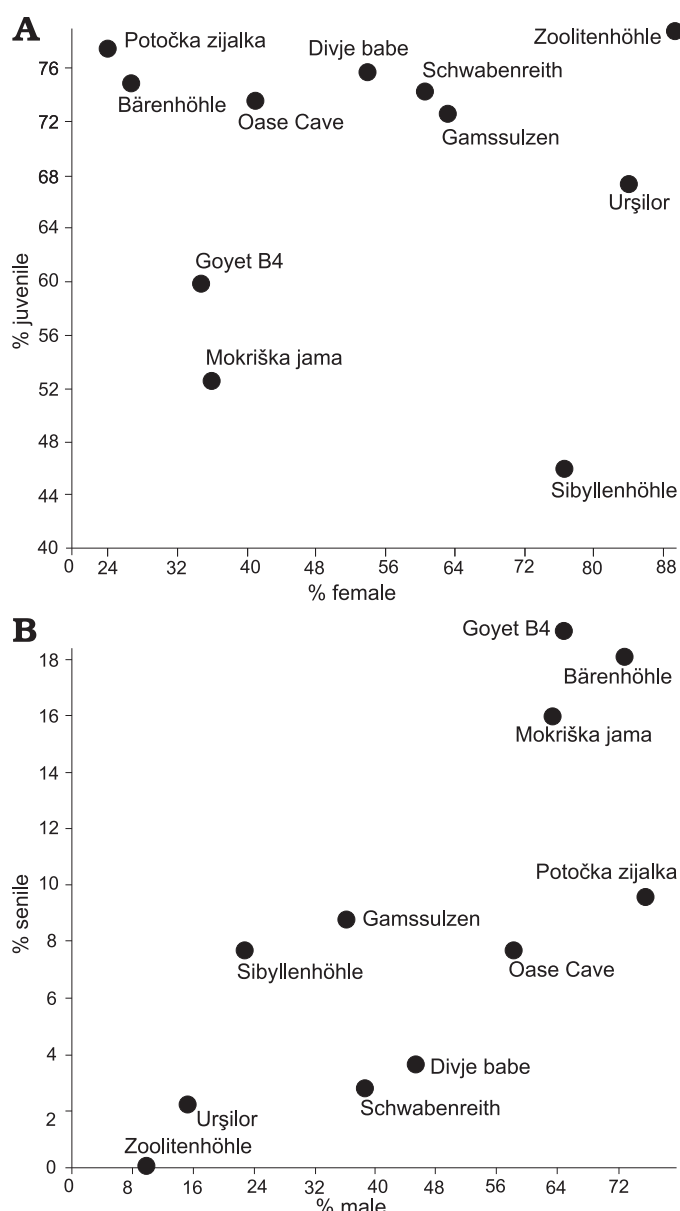 A
Potočka zijalka
Divje babe
Zoolitenhöhle
Schwabenreith
Bärenhöhle
Oase Cave
Gamssulzen
Urşilor
Goyet B4
Mokriška jama
Sibyllenhöhle
% juvenile
76
72
68
64
60
56
52
48
44
40
0 24 32 40 48 56 64 72 80 88
% female
B
Goyet B4
Bärenhöhle
Mokriška jama
Potočka zijalka
Gamssulzen
Sibyllenhöhle
Oase Cave
Divje babe
Schwabenreith
Urşilor
Zoolitenhöhle
% senile
18
16
14
12
10
8
6
4
2
0
0 8 16 24 32 40 48 56 64 72
% male